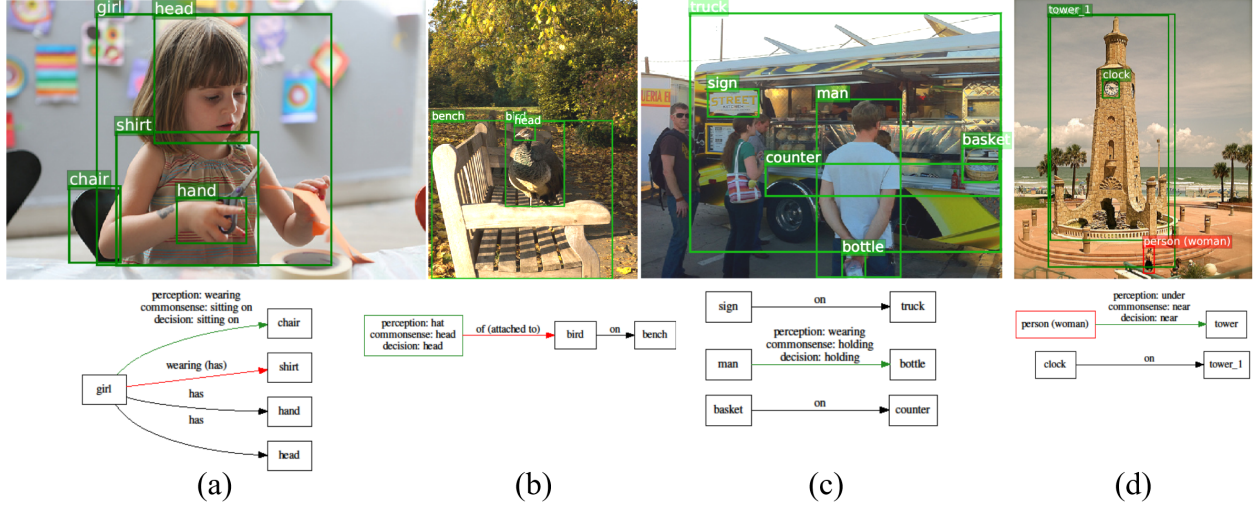 girl
head
shirt
chair
hand
bench
bird
head
truck
sign
STREET
man
basket
counter
bottle
tower_1
clock
person (woman)
perception: wearing
commonsense: sitting on
decision: sitting on
chair
wearing (has)
shirt
girl
has
hand
has
head
perception: hat
commonsense: head
decision: head
of (attached to)
bird
on
bench
sign
on
truck
perception: wearing
commonsense: holding
decision: holding
man
bottle
basket
on
counter
perception: under
commonsense: near
decision: near
person (woman)
tower
clock
on
tower_1
(a)
(b)
(c)
(d)